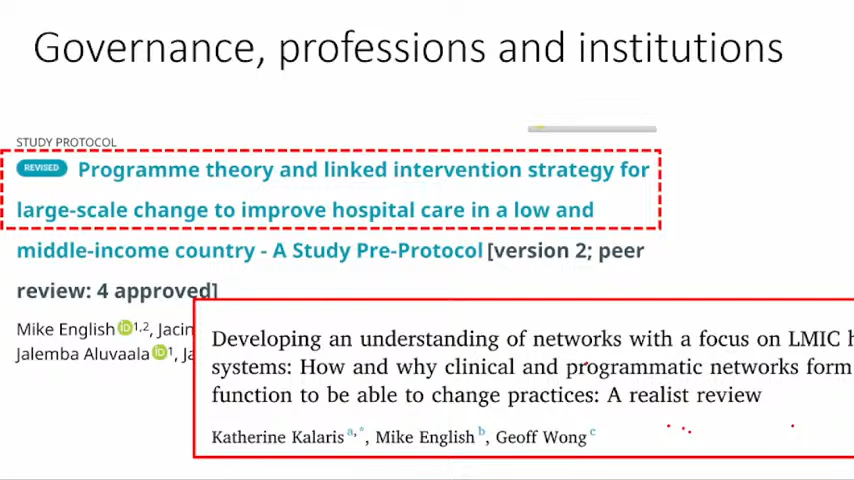 Governance, professions and institutions
STUDY PROTOCOL
REVISED Programme theory and linked intervention strategy for
large-scale change to improve hospital care in a low and
middle-income country - A Study Pre-Protocol [version 2; peer
review: 4 approved]
Mike English iD 1,2, Jacin
Jalemba Aluvaala iD 1, Ja
Developing an understanding of networks with a focus on LMIC h
systems: How and why clinical and programmatic networks form
function to be able to change practices: A realist review
Katherine Kalaris a,*, Mike English b, Geoff Wong c